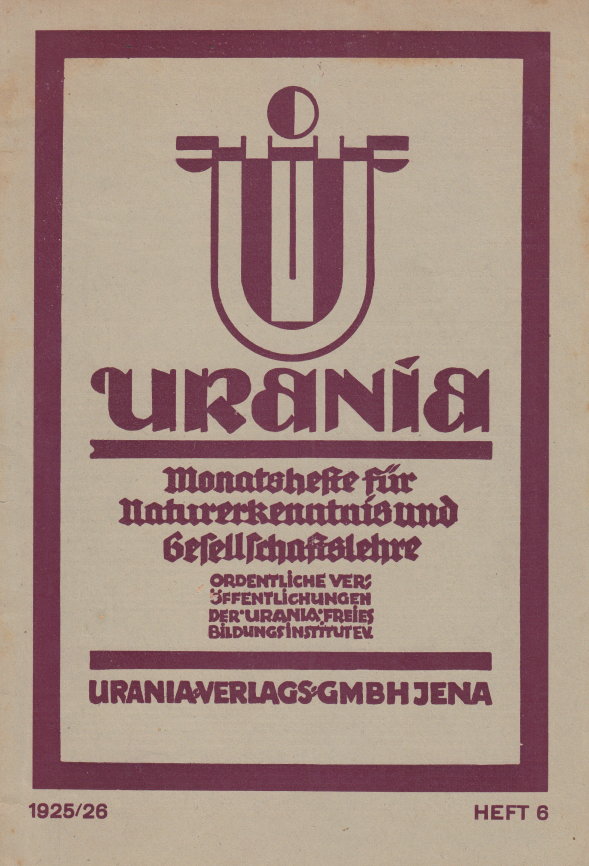 URANIA
Monatshefte für
Naturerkenntnis und
Gesellschaftslehre
ORDENTLICHE VER⸗
ÖFFENTLICHUNGEN
DER URANIA FREIES
BILDUNGSINSTITUT E.V.
URANIA-VERLAGS-GMBH JENA
1925/26
HEFT 6